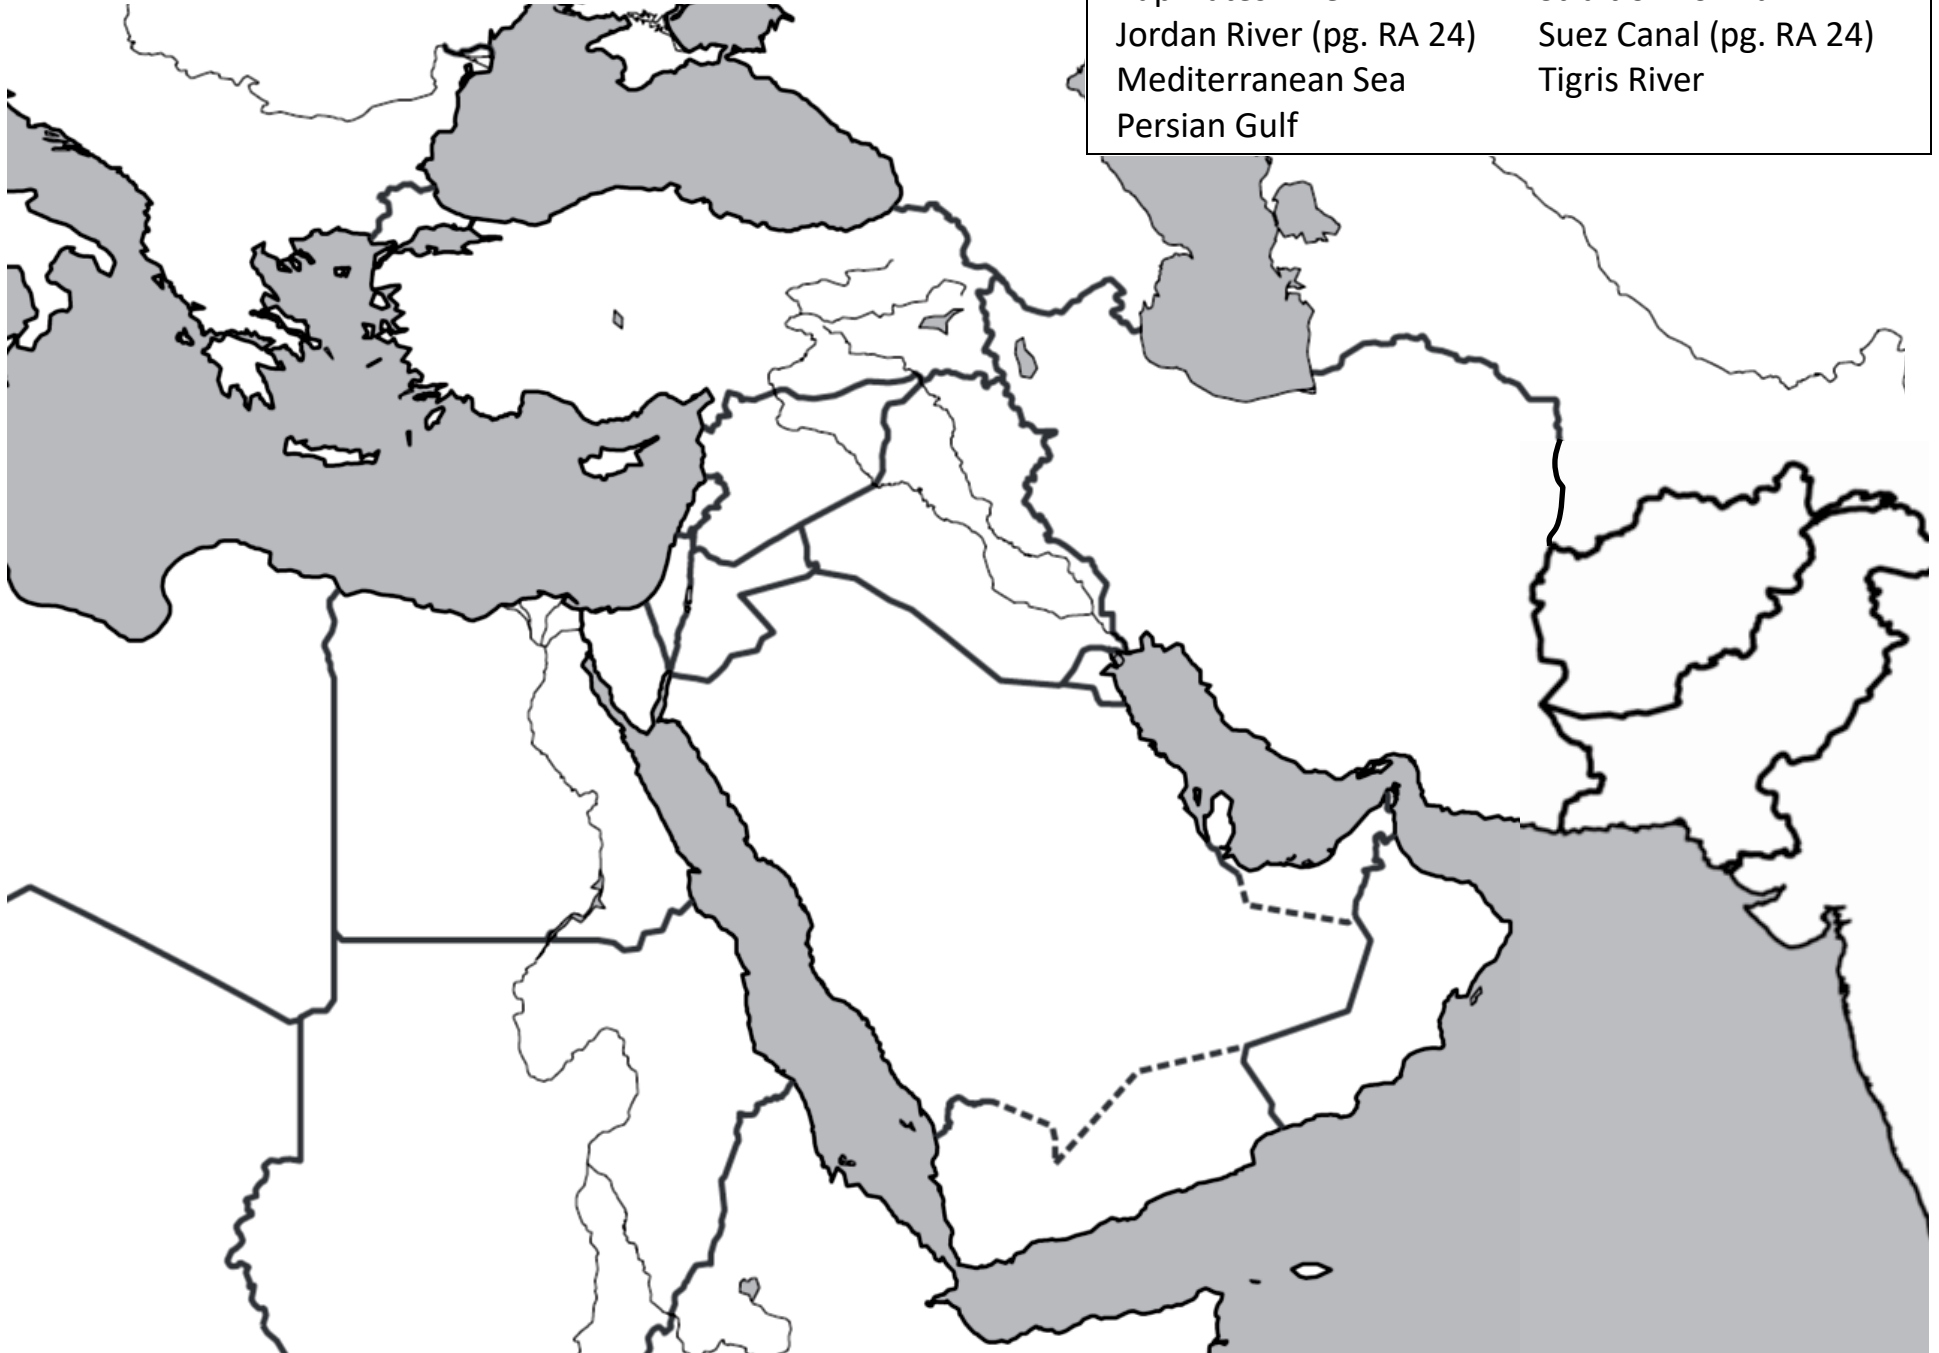 Jordan River (pg. RA 24) Suez Canal (pg. RA 24)
Mediterranean Sea Tigris River
Persian Gulf